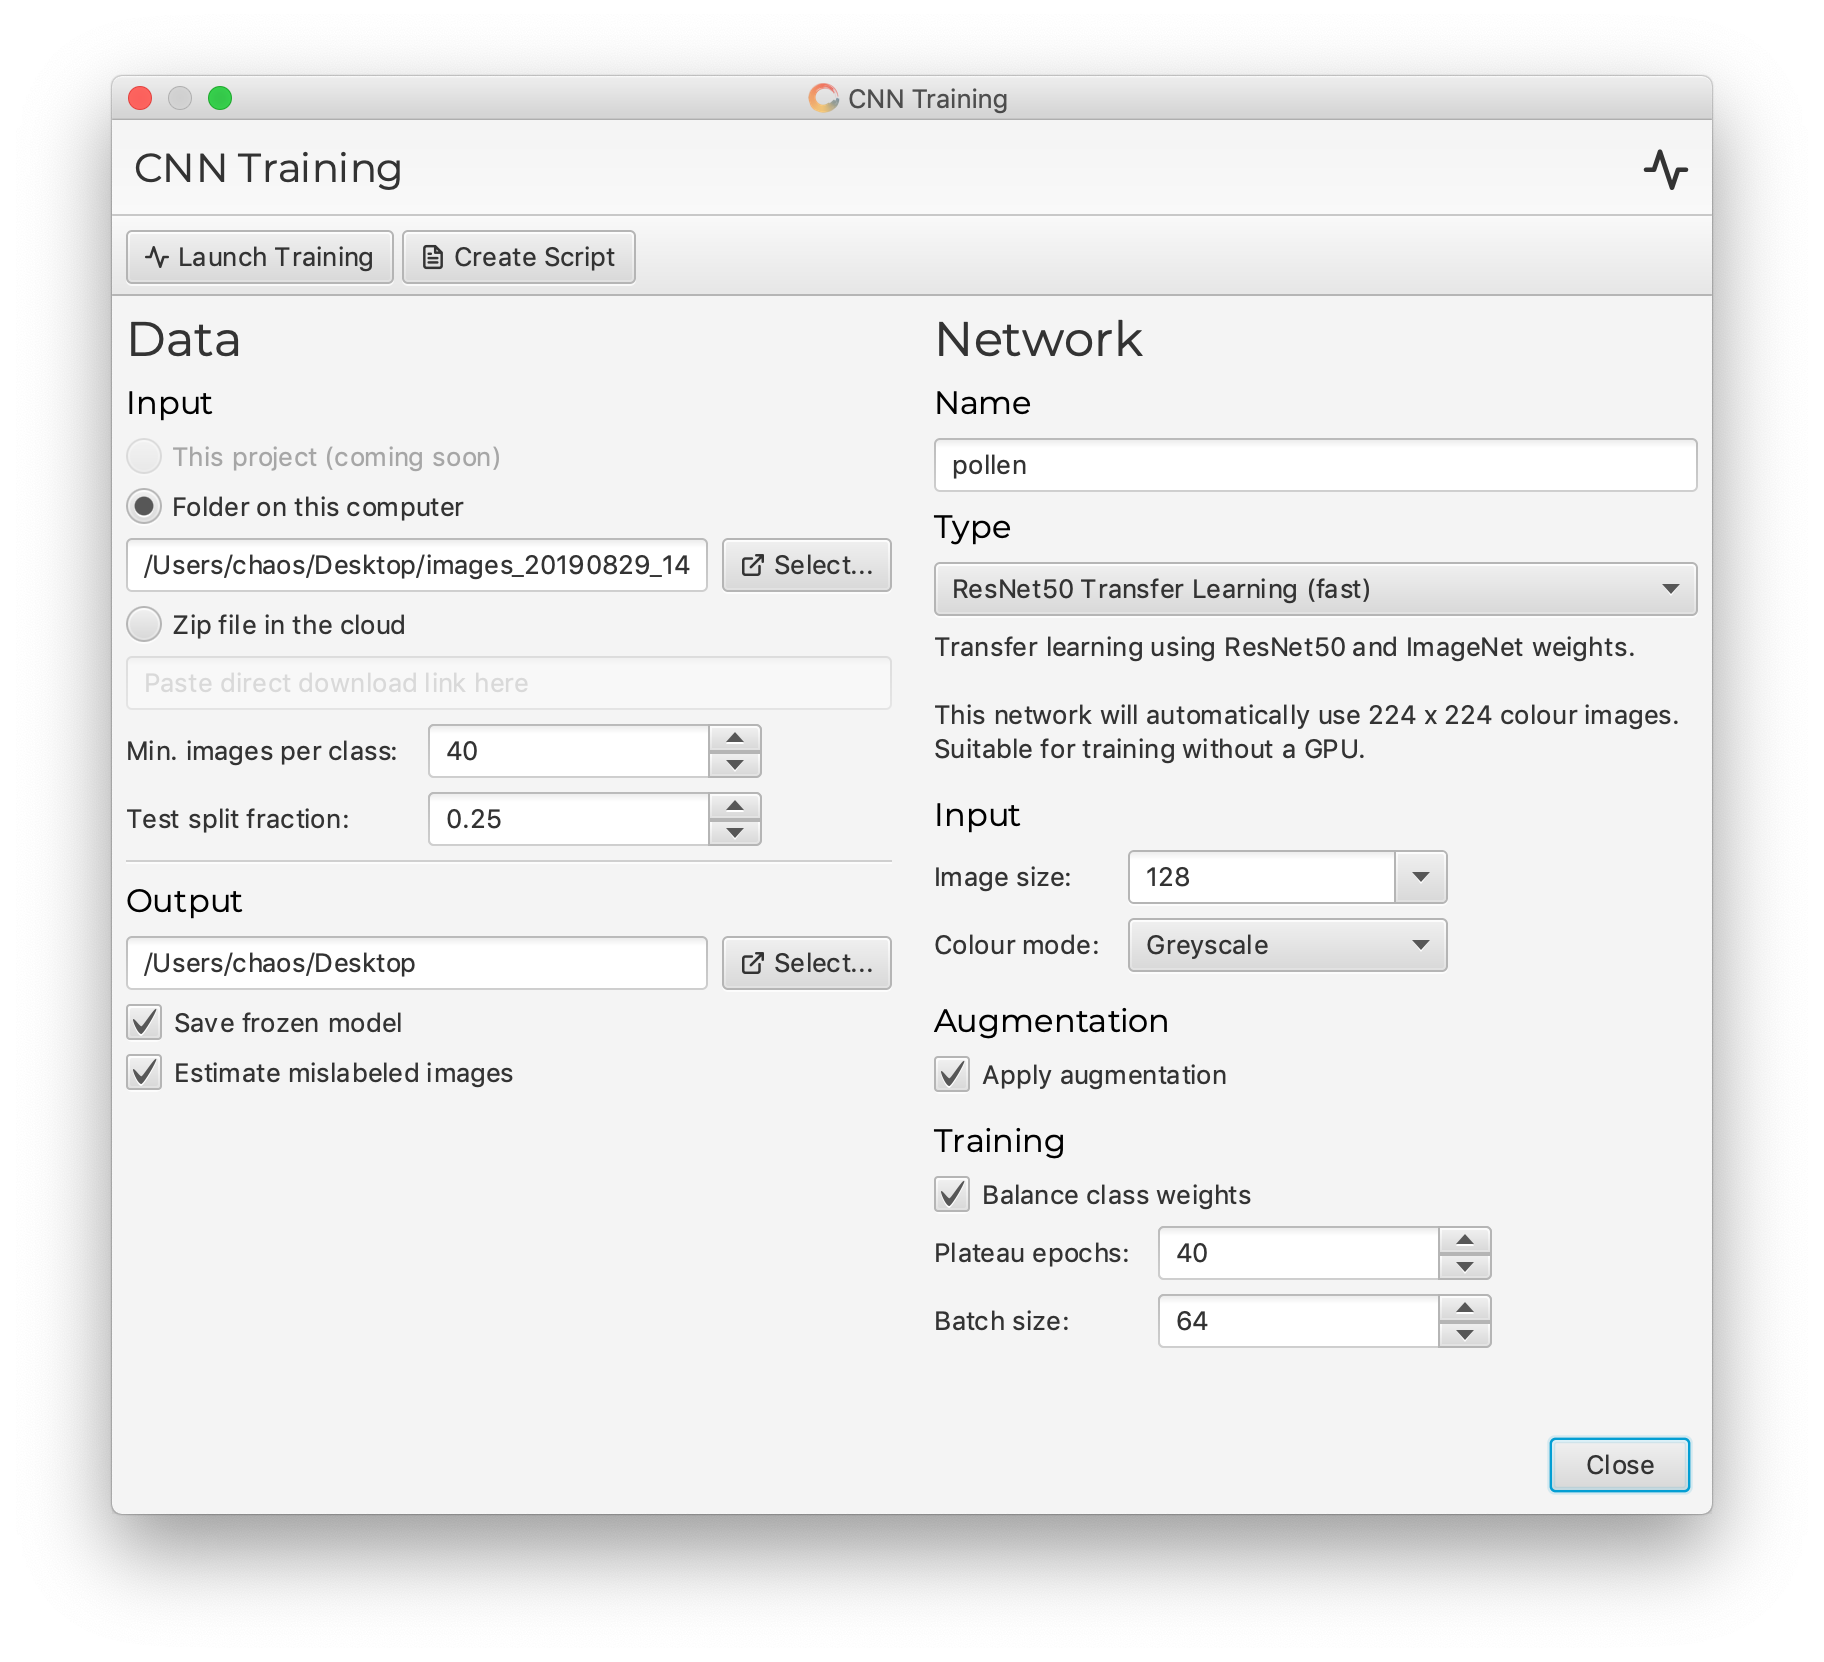 CNN Training
CNN Training
Launch Training
Create Script
Data
Input
This project (coming soon)
Folder on this computer
/Users/chaos/Desktop/images_20190829_14
Select...
Zip file in the cloud
Paste direct download link here
Min. images per class:
40
Test split fraction:
0.25
Output
/Users/chaos/Desktop
Select...
Save frozen model
Estimate mislabeled images
Network
Name
pollen
Type
ResNet50 Transfer Learning (fast)
Transfer learning using ResNet50 and ImageNet weights.
This network will automatically use 224 x 224 colour images.
Suitable for training without a GPU.
Input
Image size:
128
Colour mode:
Greyscale
Augmentation
Apply augmentation
Training
Balance class weights
Plateau epochs:
40
Batch size:
64
Close